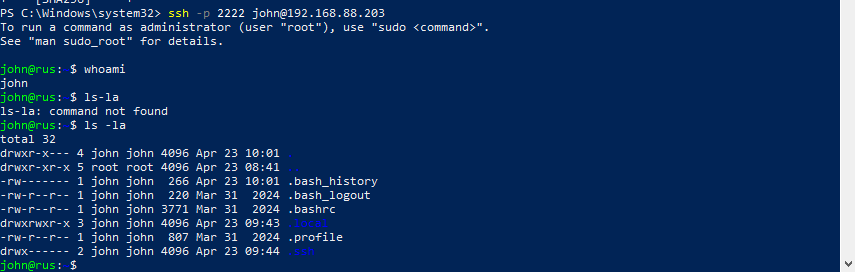 PS C:\Windows\system32> ssh -p 2222 john@192.168.88.203
To run a command as administrator (user "root"), use "sudo <command>".
See "man sudo_root" for details.
john@rus:~$ whoami
john
john@rus:~$ ls-la
ls-la: command not found
john@rus:~$ ls -la
total 32
drwxr-x--- 4 john john 4096 Apr 23 10:01 .
drwxr-xr-x 5 root root 4096 Apr 23 08:41 ..
-rw------- 1 john john  266 Apr 23 10:01 .bash_history
-rw-r--r-- 1 john john  220 Mar 31  2024 .bash_logout
-rw-r--r-- 1 john john 3771 Mar 31  2024 .bashrc
drwxrwxr-x 3 john john 4096 Apr 23 09:43 .local
-rw-r--r-- 1 john john  807 Mar 31  2024 .profile
drwx------ 2 john john 4096 Apr 23 09:44 .ssh
john@rus:~$